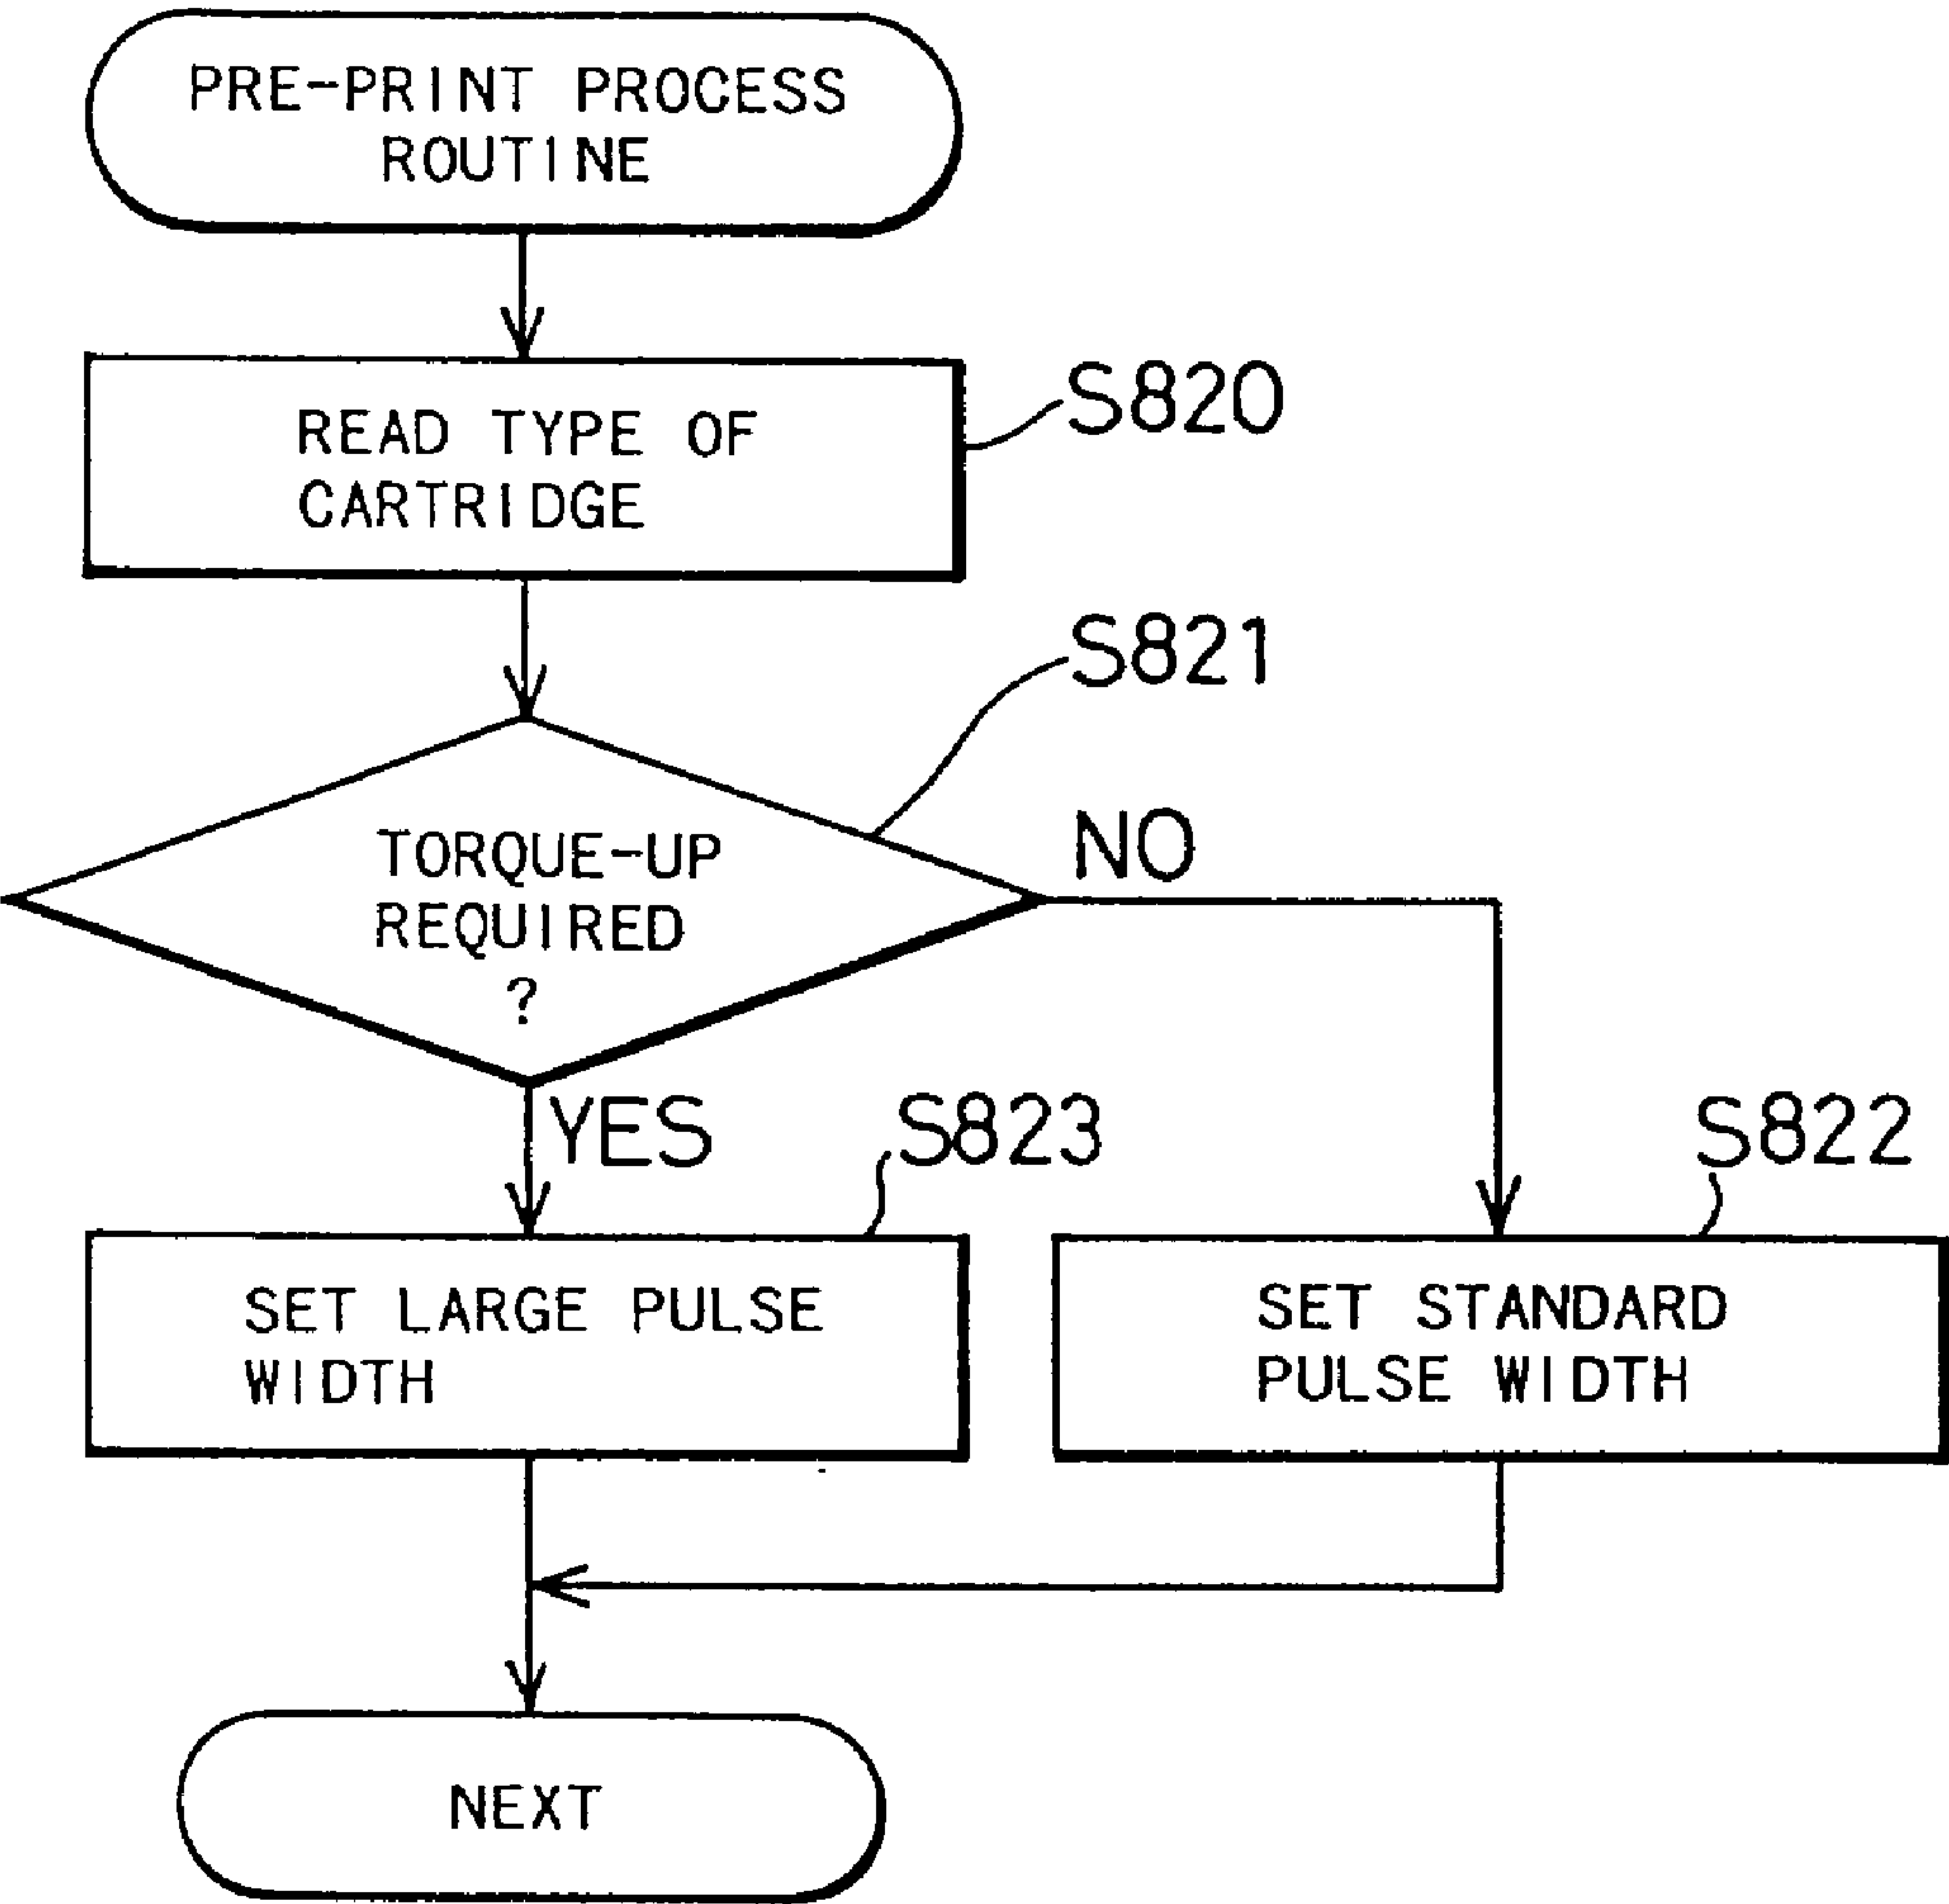 PRE-PRINT PROCESS
ROUTINE
READ TYPE OF
CARTRIDGE
S820
S821
TORQUE-UP
REQUIRED
?
NO
YES
S823
S822
SET LARGE PULSE
WIDTH
SET STANDARD
PULSE WIDTH
NEXT